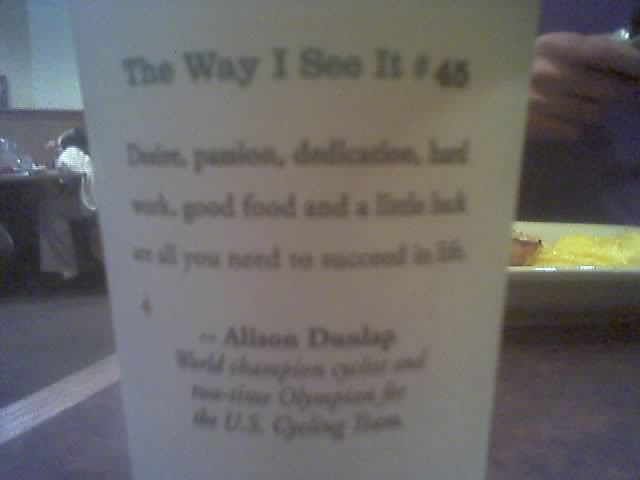 The Way I See It #45
Desire, passion, dedication, hard
work, good food and a little luck
are all you need to succeed in life.
-- Alison Dunlap
World champion cyclist and
two-time Olympian for
the U.S. Cycling Team.